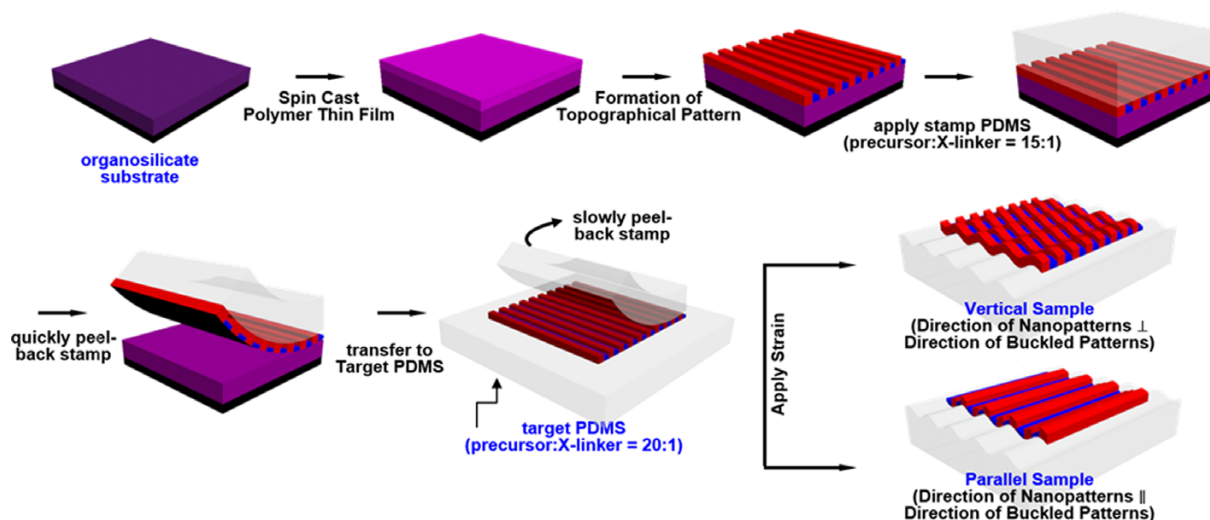 organosilicate
substrate
Spin Cast
Polymer Thin Film
Formation of
Topographical Pattern
apply stamp PDMS
(precursor:X-linker = 15:1)
quickly peel-
back stamp
transfer to
Target PDMS
slowly peel-
back stamp
target PDMS
(precursor:X-linker = 20:1)
Apply Strain
Vertical Sample
(Direction of Nanopatterns ⊥
Direction of Buckled Patterns)
Parallel Sample
(Direction of Nanopatterns ∥
Direction of Buckled Patterns)